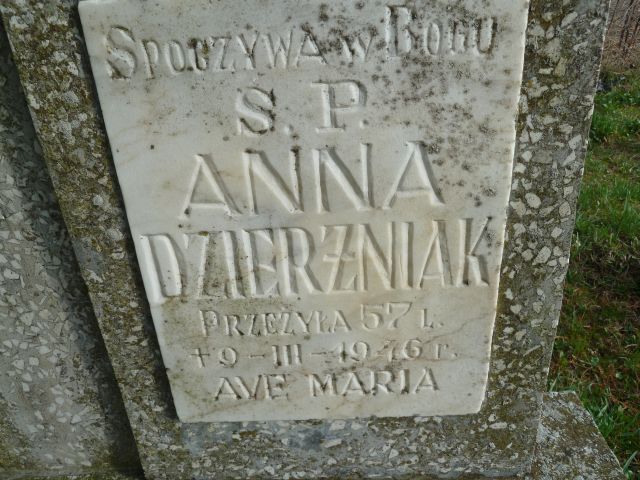 Spoczywa w Bogu
Ś. P.
ANNA
DZIERŻNIAK
PRZEŻYŁA 57 L.
+ 9-III-1946 r.
AVE MARIA